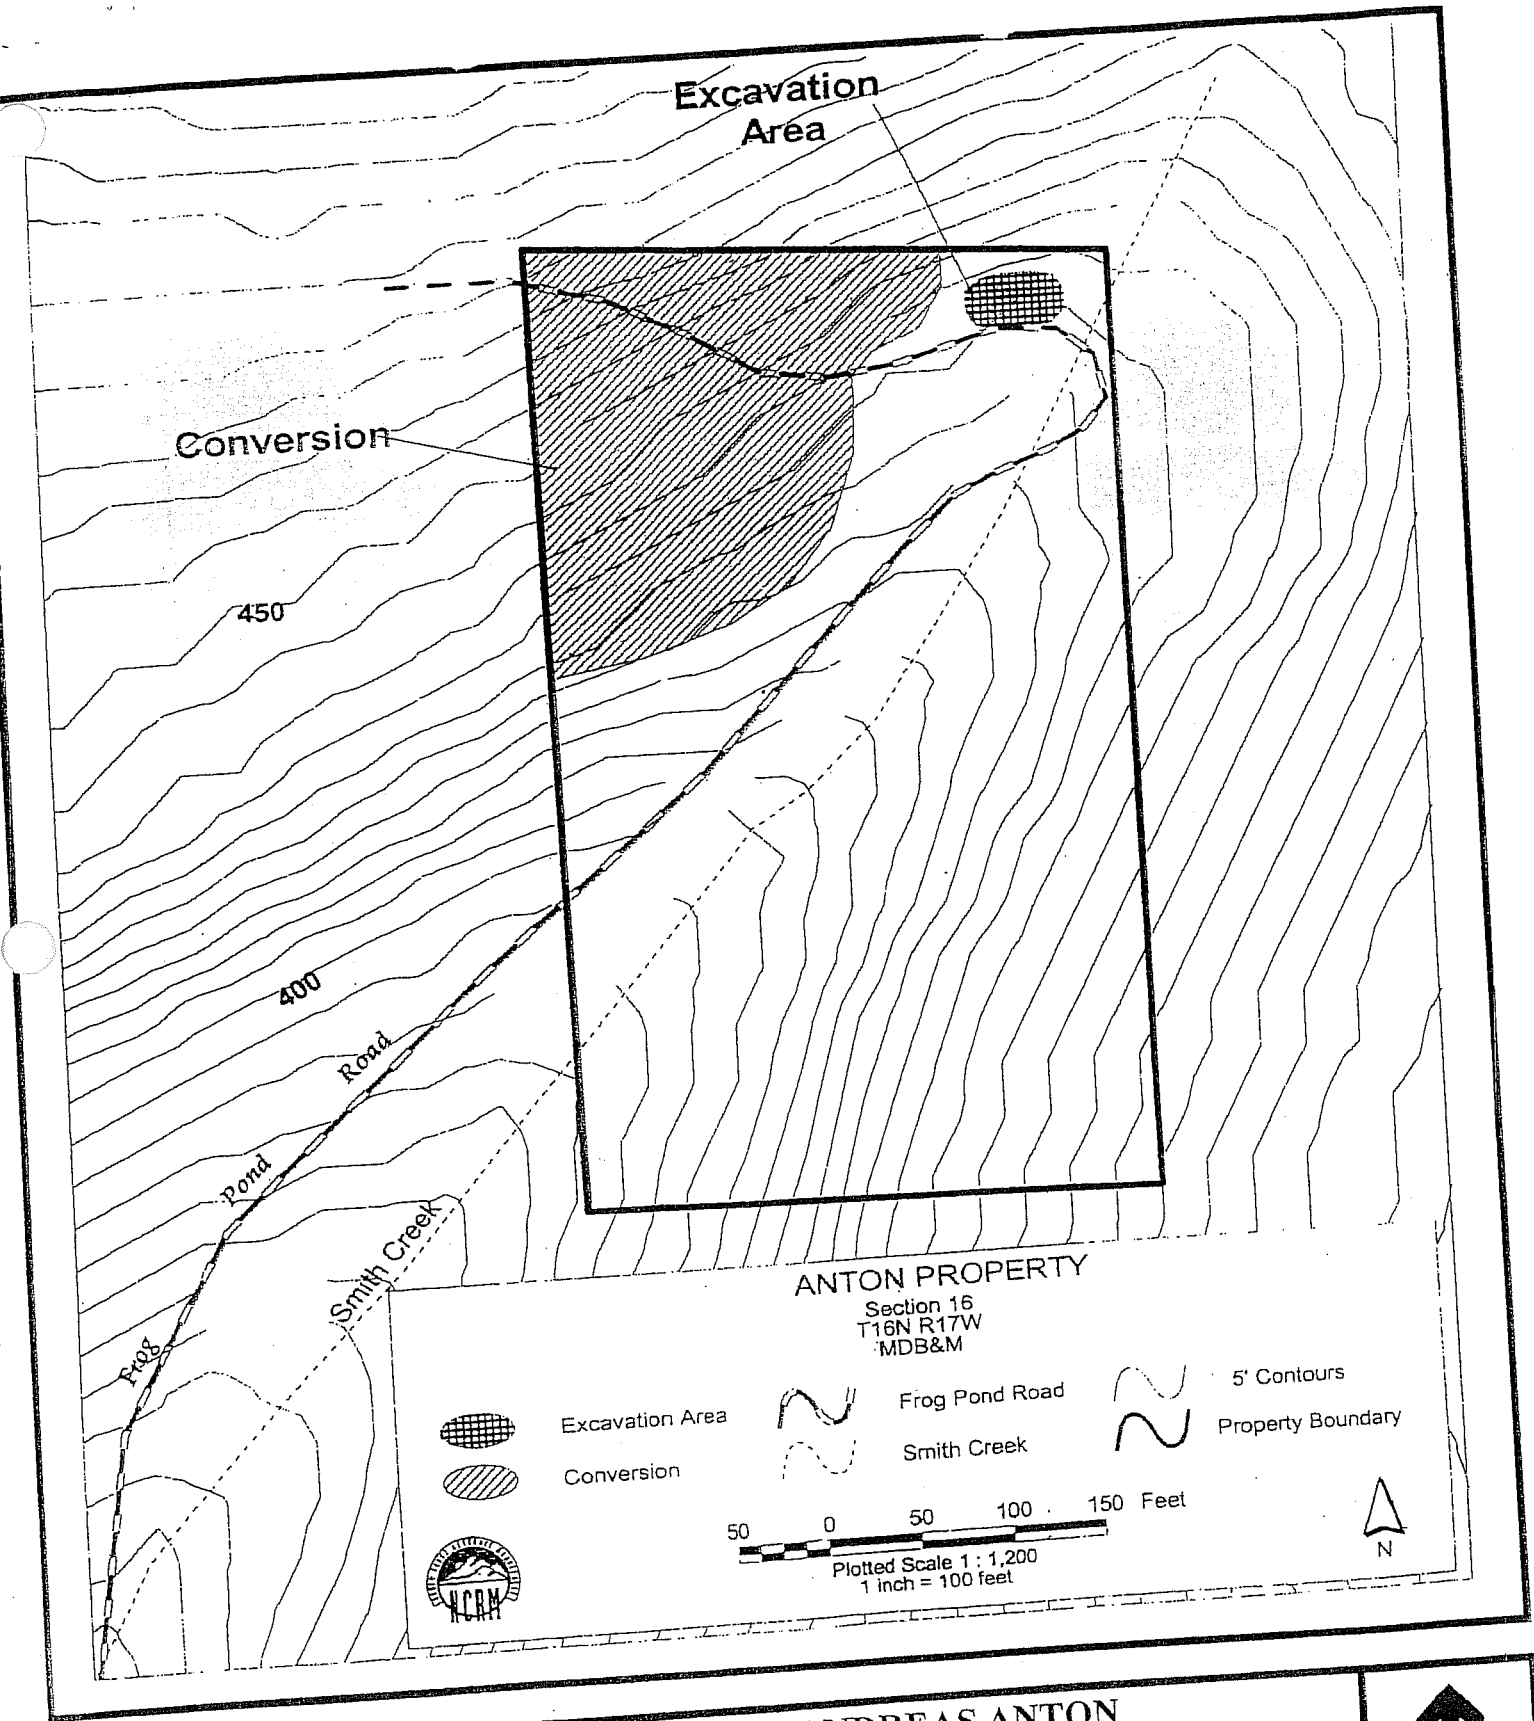 Excavation
Area
Conversion
450
400
Frog Pond Road
Smith Creek
ANTON PROPERTY
Section 16
T16N R17W
MDB&M
Excavation Area
Frog Pond Road
5' Contours
Conversion
Smith Creek
Property Boundary
50 0 50 100 150 Feet
Plotted Scale 1 : 1,200
1 inch = 100 feet
N
NCRM
ANTON